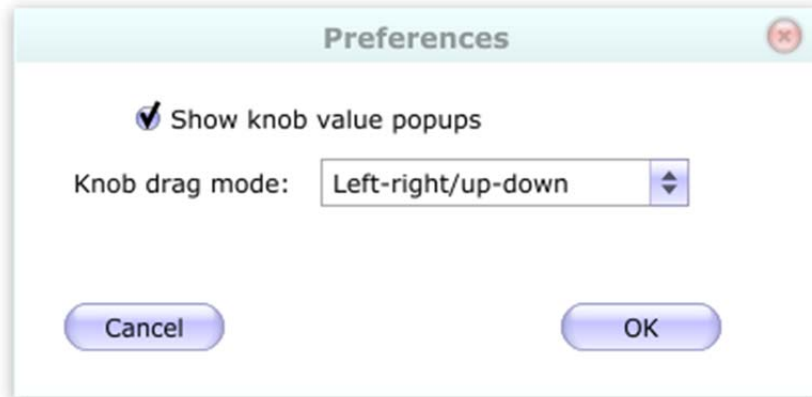 Preferences
Show knob value popups
Knob drag mode: Left-right/up-down
Cancel OK